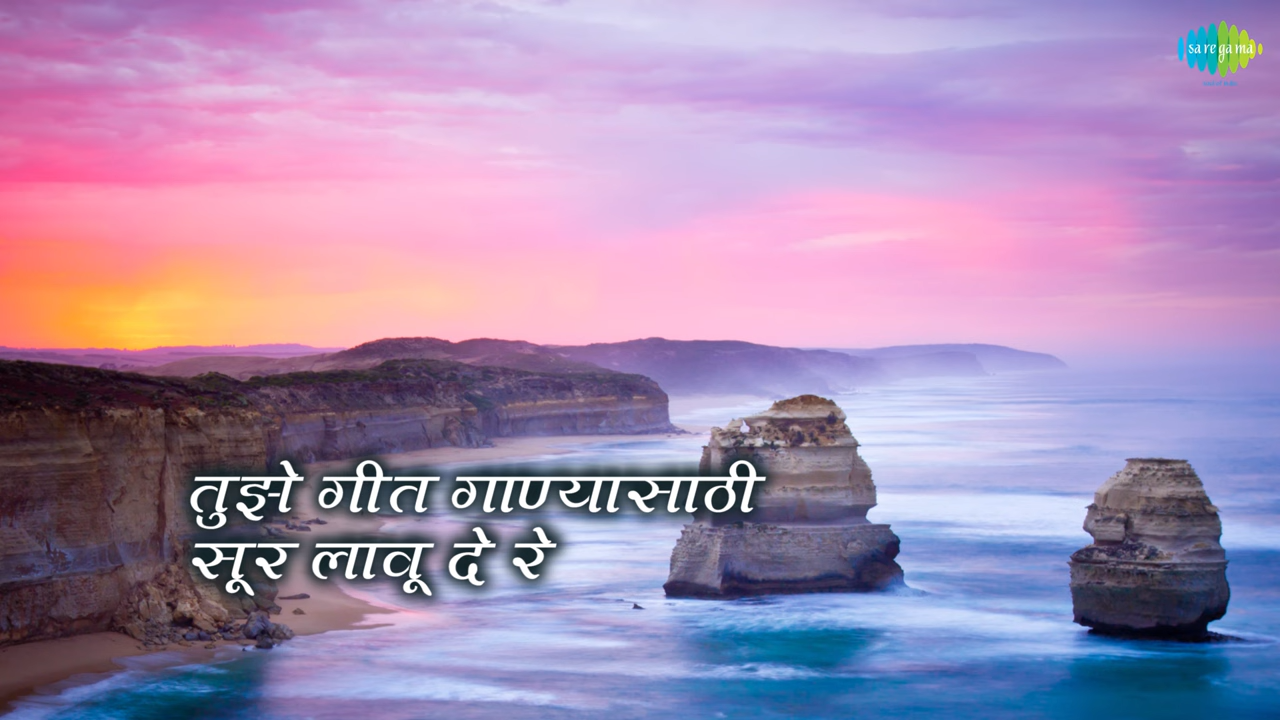 sa re ga ma
तुझे गीत गाण्यासाठी
सूर लावू दे रे